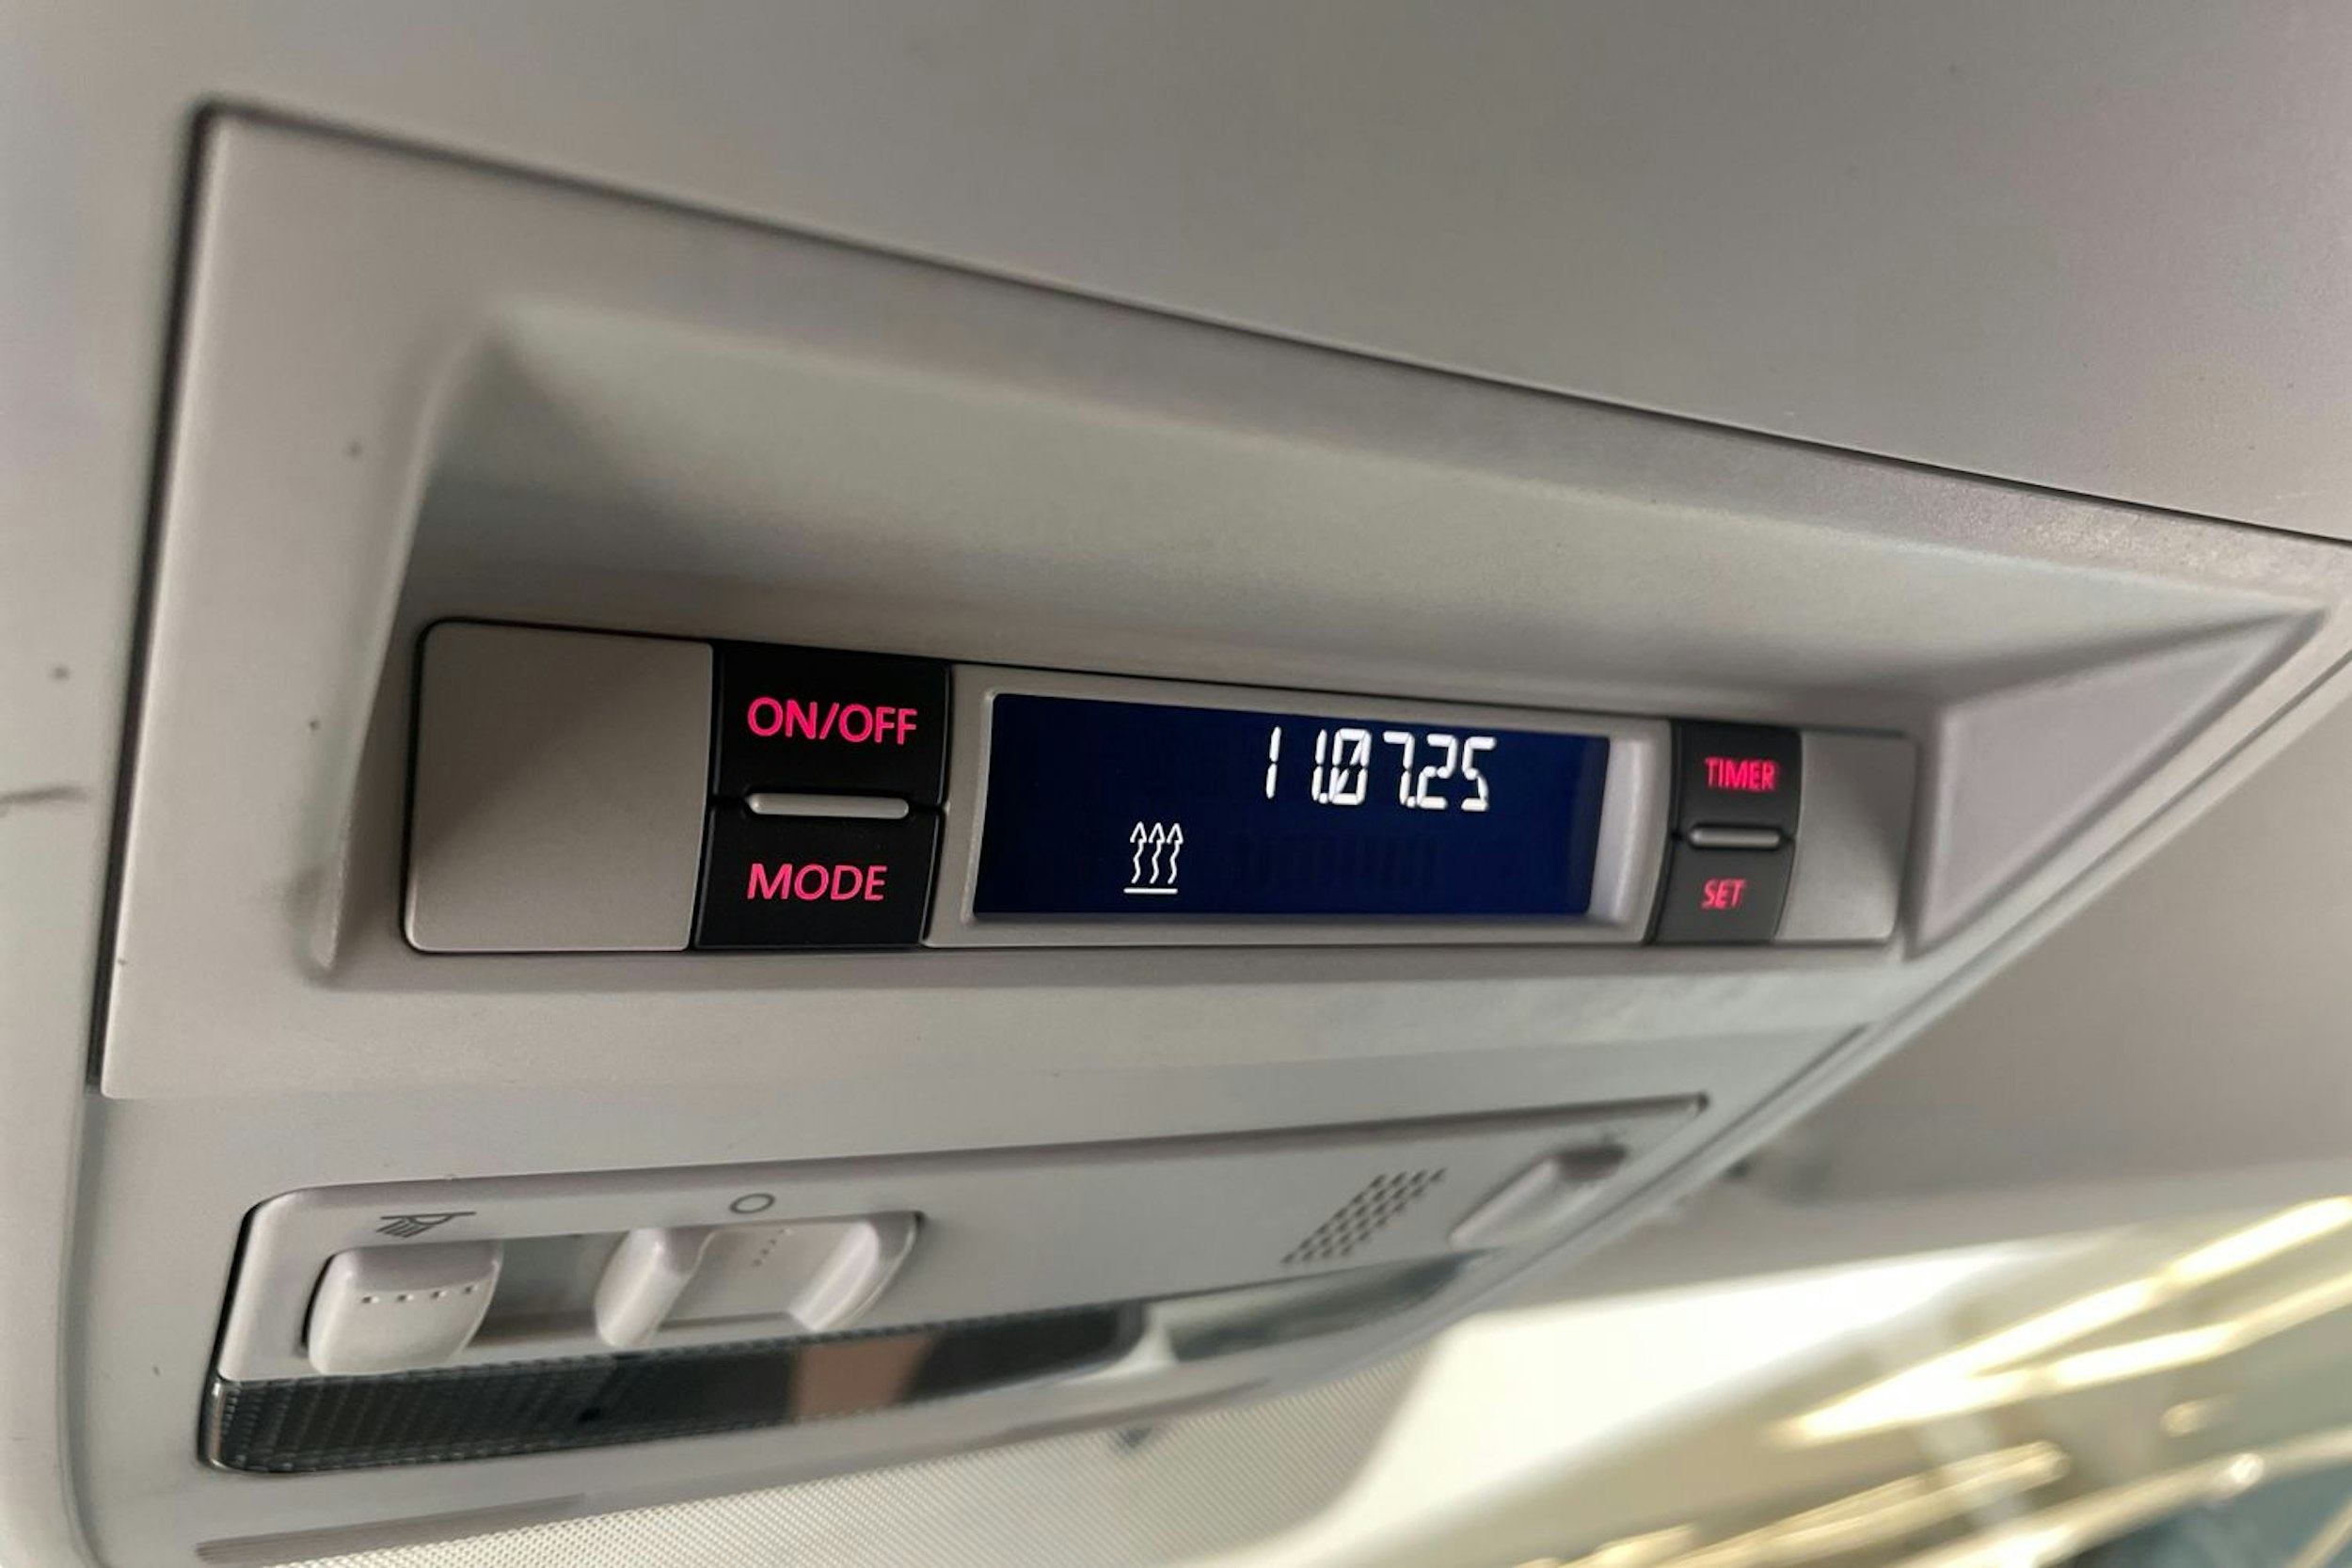 ON/OFF
MODE
11.07.25
TIMER
SET